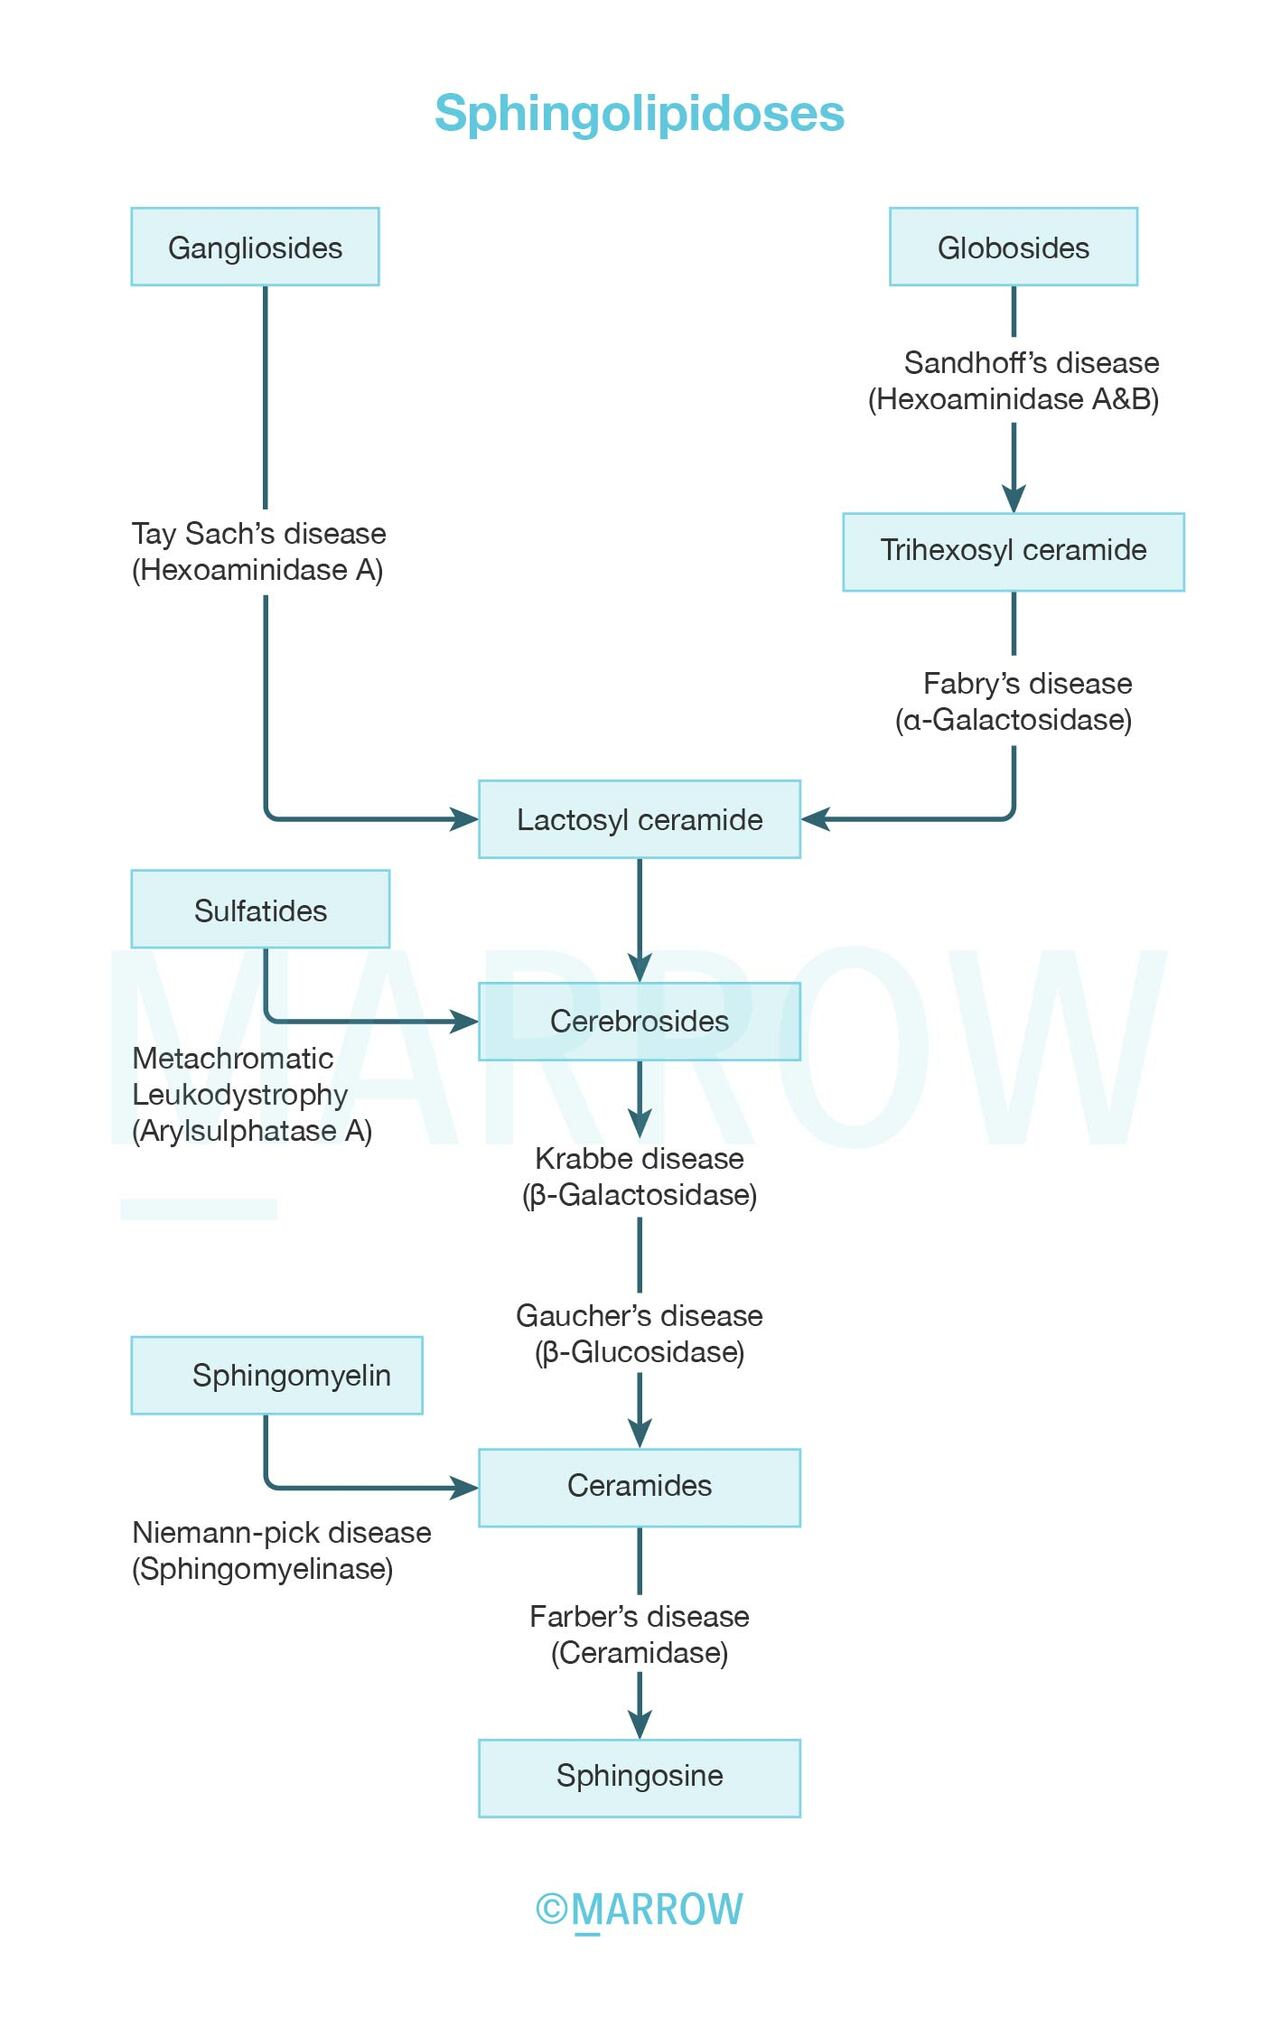 Sphingolipidoses
Gangliosides
Globosides
Sandhoff’s disease
(Hexoaminidase A&B)
Tay Sach’s disease
(Hexoaminidase A)
Trihexosyl ceramide
Fabry’s disease
(α-Galactosidase)
Lactosyl ceramide
Sulfatides
Cerebrosides
MARROW
Metachromatic
Leukodystrophy
(Arylsulphatase A)
Krabbe disease
(β-Galactosidase)
Gaucher’s disease
(β-Glucosidase)
Sphingomyelin
Ceramides
Niemann-pick disease
(Sphingomyelinase)
Farber’s disease
(Ceramidase)
Sphingosine
©MARROW